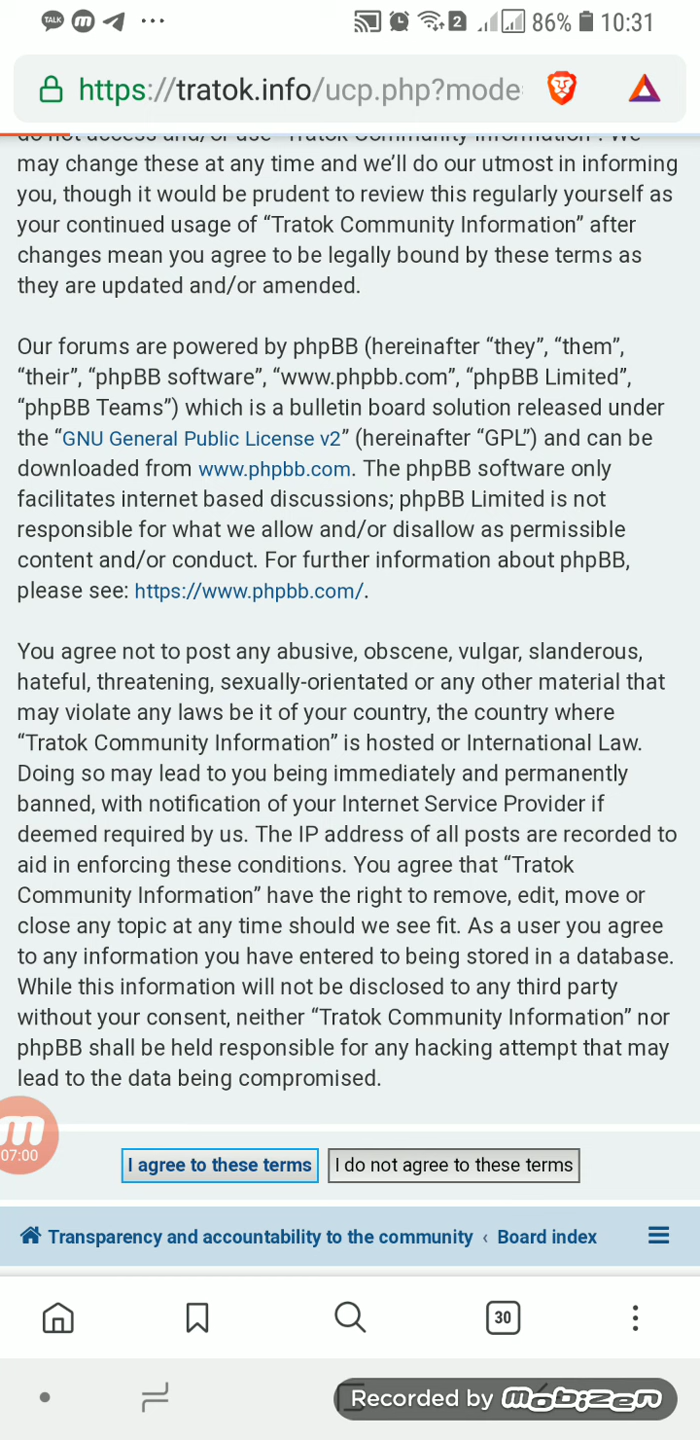 TALK
2 86% 10:31
https://tratok.info/ucp.php?mode
do not access and/or use “Tratok Community Information”. We
may change these at any time and we’ll do our utmost in informing
you, though it would be prudent to review this regularly yourself as
your continued usage of “Tratok Community Information” after
changes mean you agree to be legally bound by these terms as
they are updated and/or amended.
Our forums are powered by phpBB (hereinafter “they”, “them”,
“their”, “phpBB software”, “www.phpbb.com”, “phpBB Limited”,
“phpBB Teams”) which is a bulletin board solution released under
the “GNU General Public License v2” (hereinafter “GPL”) and can be
downloaded from www.phpbb.com. The phpBB software only
facilitates internet based discussions; phpBB Limited is not
responsible for what we allow and/or disallow as permissible
content and/or conduct. For further information about phpBB,
please see: https://www.phpbb.com/.
You agree not to post any abusive, obscene, vulgar, slanderous,
hateful, threatening, sexually-orientated or any other material that
may violate any laws be it of your country, the country where
“Tratok Community Information” is hosted or International Law.
Doing so may lead to you being immediately and permanently
banned, with notification of your Internet Service Provider if
deemed required by us. The IP address of all posts are recorded to
aid in enforcing these conditions. You agree that “Tratok
Community Information” have the right to remove, edit, move or
close any topic at any time should we see fit. As a user you agree
to any information you have entered to being stored in a database.
While this information will not be disclosed to any third party
without your consent, neither “Tratok Community Information” nor
phpBB shall be held responsible for any hacking attempt that may
lead to the data being compromised.
m
07:00
I agree to these terms I do not agree to these terms
Transparency and accountability to the community ‹ Board index
30
Recorded by mobizen